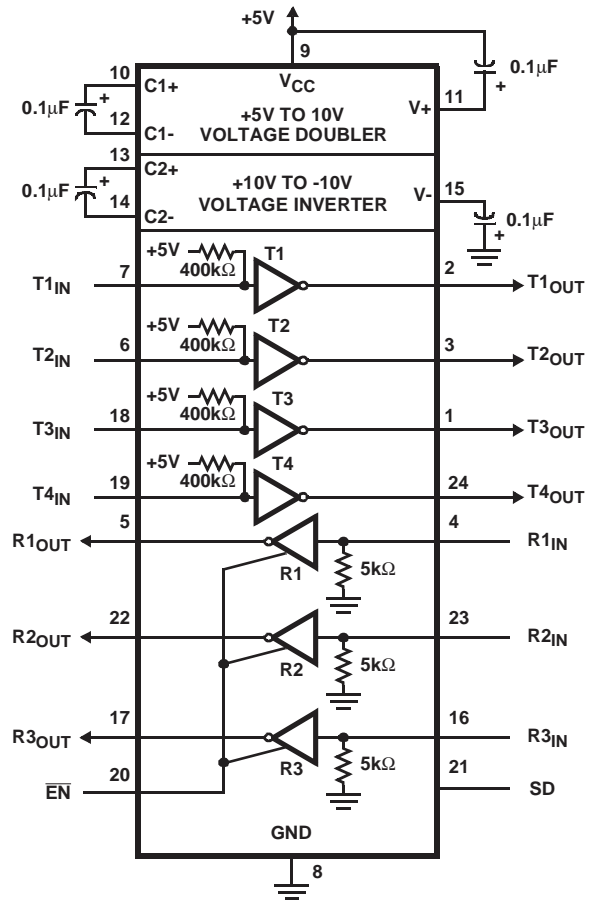 +5V
9
VCC
10
C1+
0.1µF
+
12
C1-
+5V TO 10V
VOLTAGE DOUBLER
V+
11
0.1µF
+
13
C2+
0.1µF
+
14
C2-
+10V TO -10V
VOLTAGE INVERTER
V-
15
0.1µF
+
+5V
400kΩ
T1
T1IN
7
2
T1OUT
+5V
400kΩ
T2
T2IN
6
3
T2OUT
+5V
400kΩ
T3
T3IN
18
1
T3OUT
+5V
400kΩ
T4
T4IN
19
24
T4OUT
R1OUT
5
4
R1IN
R1
5kΩ
R2OUT
22
23
R2IN
R2
5kΩ
R3OUT
17
16
R3IN
R3
5kΩ
E̅N̅
20
21
SD
GND
8